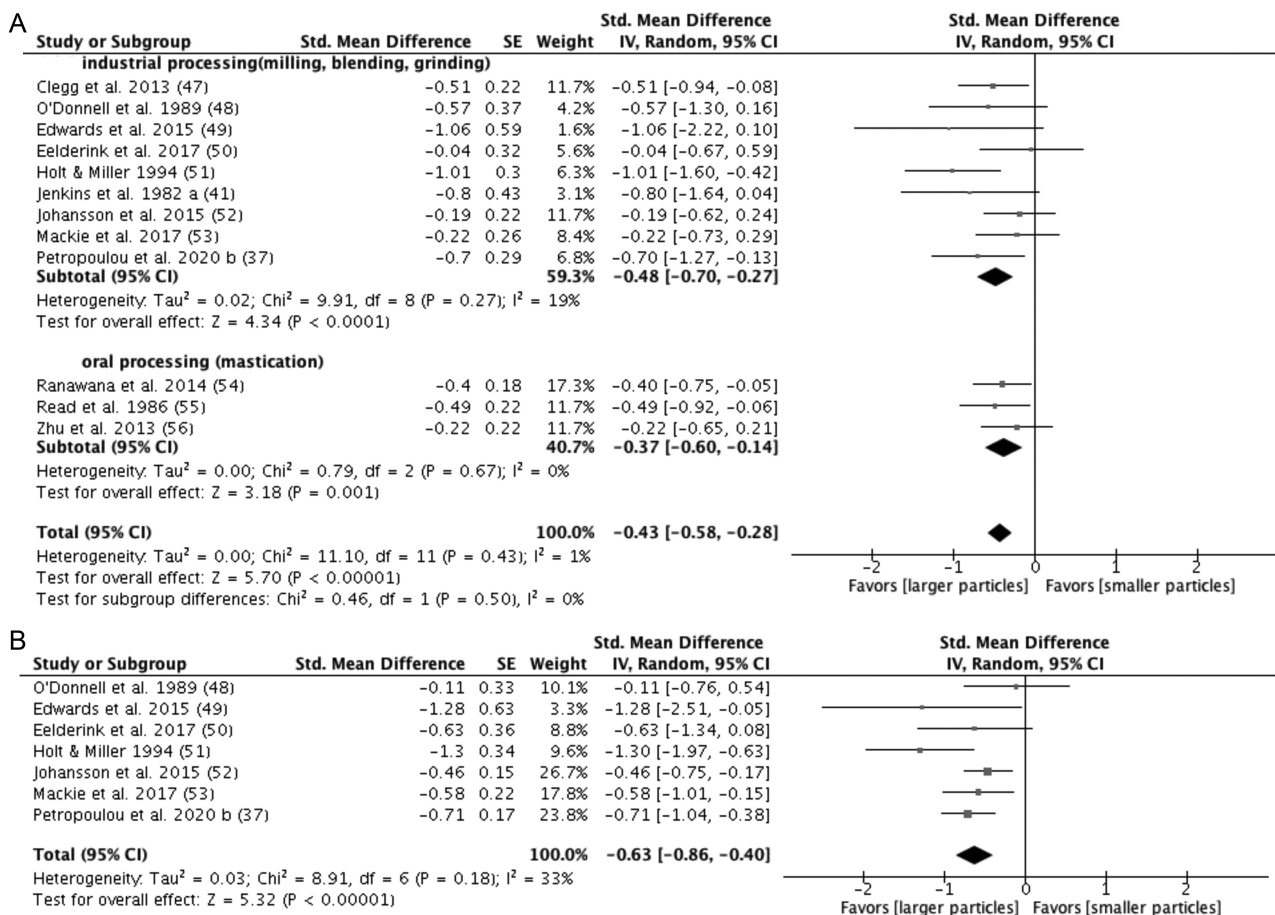 A
Std. Mean Difference Std. Mean Difference
Study or Subgroup Std. Mean Difference SE Weight IV, Random, 95% CI IV, Random, 95% CI
industrial processing(milling, blending, grinding)
Clegg et al. 2013 (47) −0.51 0.22 11.7% −0.51 [−0.94, −0.08]
O'Donnell et al. 1989 (48) −0.57 0.37 4.2% −0.57 [−1.30, 0.16]
Edwards et al. 2015 (49) −1.06 0.59 1.6% −1.06 [−2.22, 0.10]
Eelderink et al. 2017 (50) −0.04 0.32 5.6% −0.04 [−0.67, 0.59]
Holt & Miller 1994 (51) −1.01 0.3 6.3% −1.01 [−1.60, −0.42]
Jenkins et al. 1982 a (41) −0.8 0.43 3.1% −0.80 [−1.64, 0.04]
Johansson et al. 2015 (52) −0.19 0.22 11.7% −0.19 [−0.62, 0.24]
Mackie et al. 2017 (53) −0.22 0.26 8.4% −0.22 [−0.73, 0.29]
Petropoulou et al. 2020 b (37) −0.7 0.29 6.8% −0.70 [−1.27, −0.13]
Subtotal (95% CI) 59.3% −0.48 [−0.70, −0.27]
Heterogeneity: Tau² = 0.02; Chi² = 9.91, df = 8 (P = 0.27); I² = 19%
Test for overall effect: Z = 4.34 (P < 0.0001)
oral processing (mastication)
Ranawana et al. 2014 (54) −0.4 0.18 17.3% −0.40 [−0.75, −0.05]
Read et al. 1986 (55) −0.49 0.22 11.7% −0.49 [−0.92, −0.06]
Zhu et al. 2013 (56) −0.22 0.22 11.7% −0.22 [−0.65, 0.21]
Subtotal (95% CI) 40.7% −0.37 [−0.60, −0.14]
Heterogeneity: Tau² = 0.00; Chi² = 0.79, df = 2 (P = 0.67); I² = 0%
Test for overall effect: Z = 3.18 (P = 0.001)
Total (95% CI) 100.0% −0.43 [−0.58, −0.28]
Heterogeneity: Tau² = 0.00; Chi² = 11.10, df = 11 (P = 0.43); I² = 1%
Test for overall effect: Z = 5.70 (P < 0.00001)
Test for subgroup differences: Chi² = 0.46, df = 1 (P = 0.50), I² = 0%
−2 −1 0 1 2
Favors [larger particles] Favors [smaller particles]
B
Std. Mean Difference Std. Mean Difference
Study or Subgroup Std. Mean Difference SE Weight IV, Random, 95% CI IV, Random, 95% CI
O'Donnell et al. 1989 (48) −0.11 0.33 10.1% −0.11 [−0.76, 0.54]
Edwards et al. 2015 (49) −1.28 0.63 3.3% −1.28 [−2.51, −0.05]
Eelderink et al. 2017 (50) −0.63 0.36 8.8% −0.63 [−1.34, 0.08]
Holt & Miller 1994 (51) −1.3 0.34 9.6% −1.30 [−1.97, −0.63]
Johansson et al. 2015 (52) −0.46 0.15 26.7% −0.46 [−0.75, −0.17]
Mackie et al. 2017 (53) −0.58 0.22 17.8% −0.58 [−1.01, −0.15]
Petropoulou et al. 2020 b (37) −0.71 0.17 23.8% −0.71 [−1.04, −0.38]
Total (95% CI) 100.0% −0.63 [−0.86, −0.40]
Heterogeneity: Tau² = 0.03; Chi² = 8.91, df = 6 (P = 0.18); I² = 33%
Test for overall effect: Z = 5.32 (P < 0.00001)
−2 −1 0 1 2
Favors [larger particles] Favors [smaller particles]